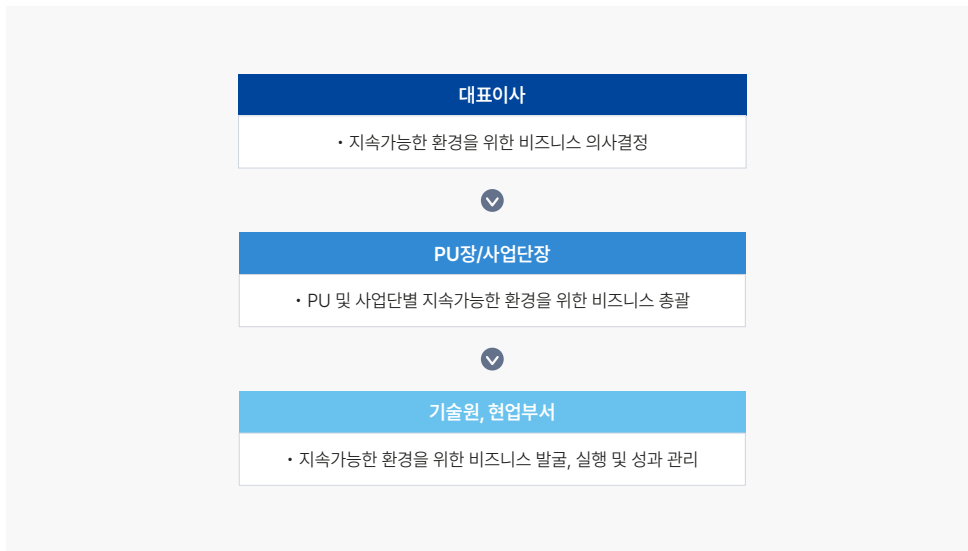 대표이사
• 지속가능한 환경을 위한 비즈니스 의사결정
PU장/사업단장
• PU 및 사업단별 지속가능한 환경을 위한 비즈니스 총괄
기술원, 현업부서
• 지속가능한 환경을 위한 비즈니스 발굴, 실행 및 성과 관리